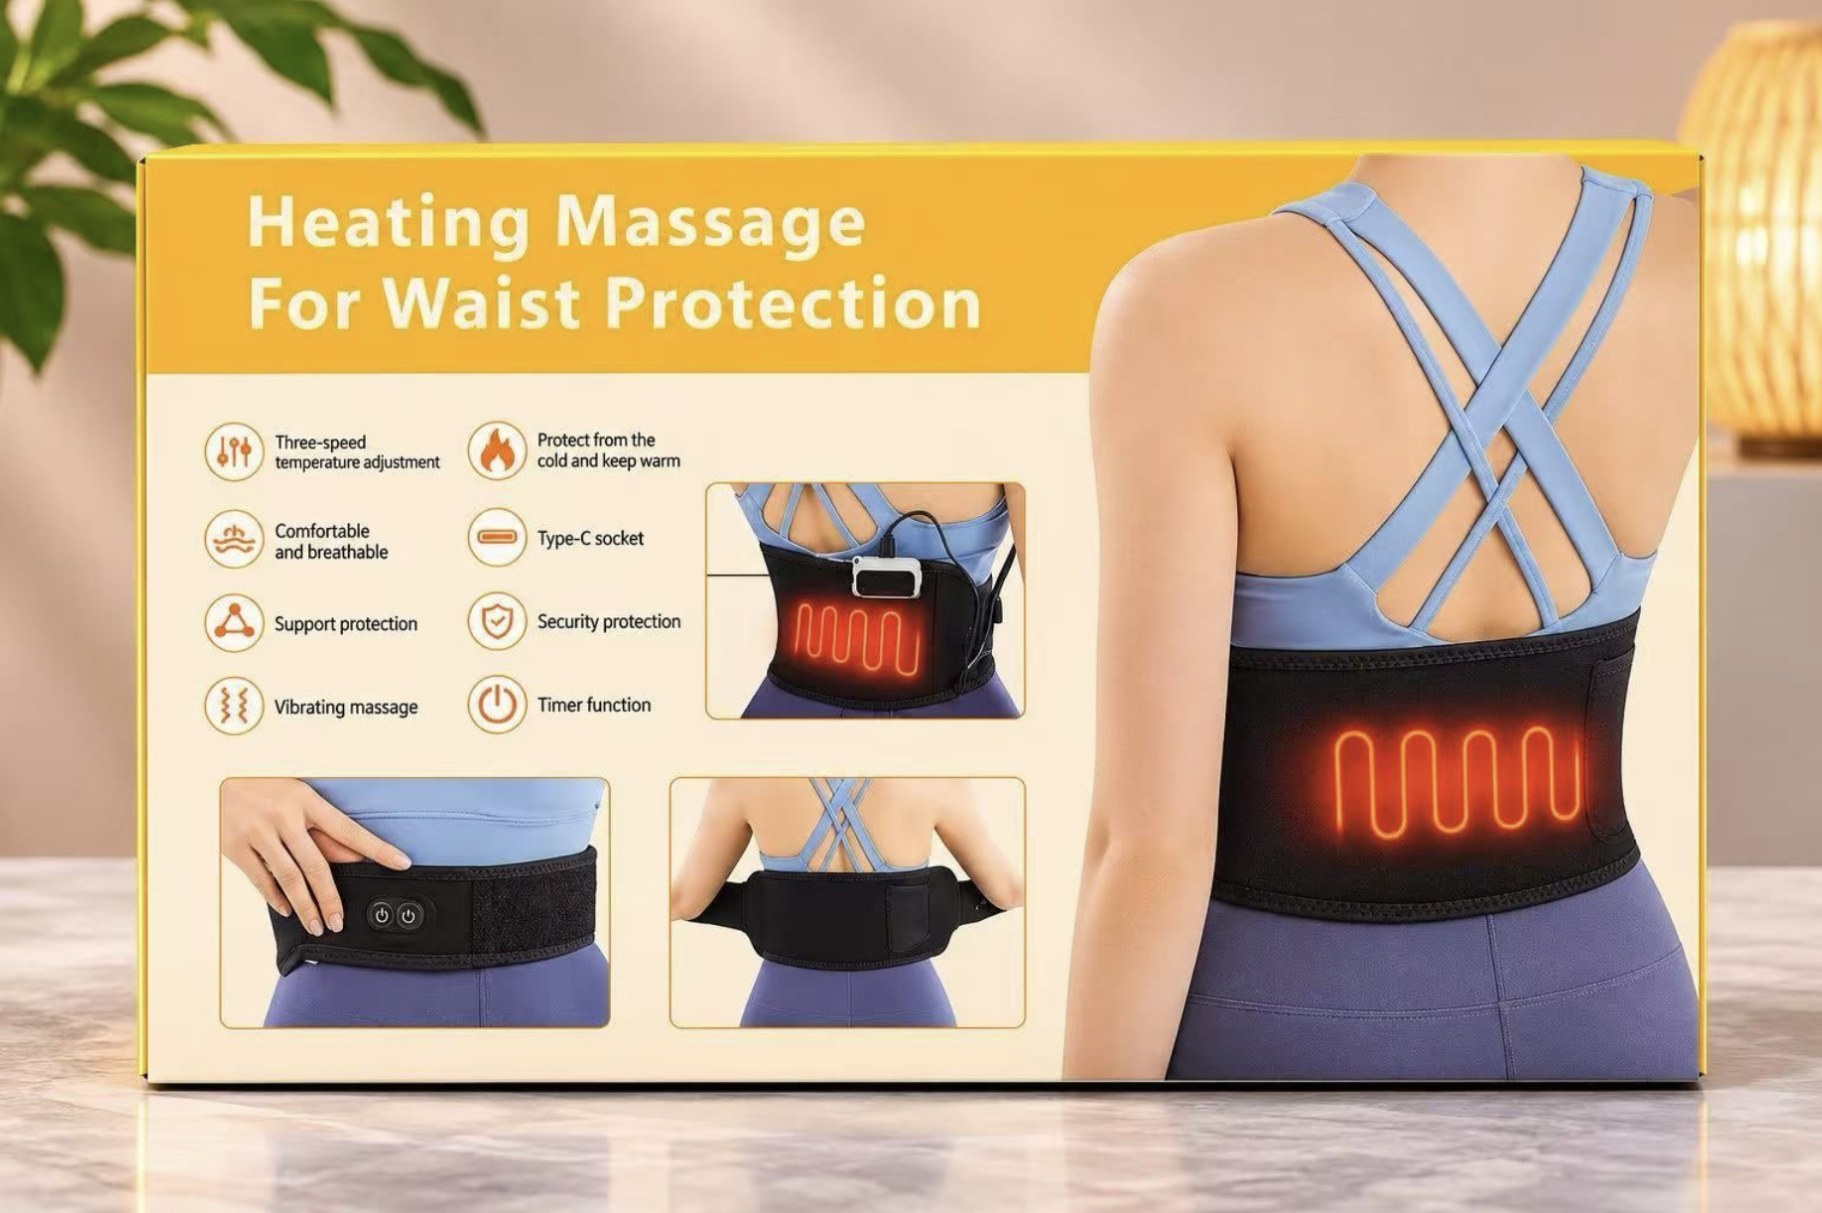 Heating Massage
For Waist Protection
Three-speed
temperature adjustment
Protect from the
cold and keep warm
Comfortable
and breathable
Type-C socket
Support protection
Security protection
Vibrating massage
Timer function